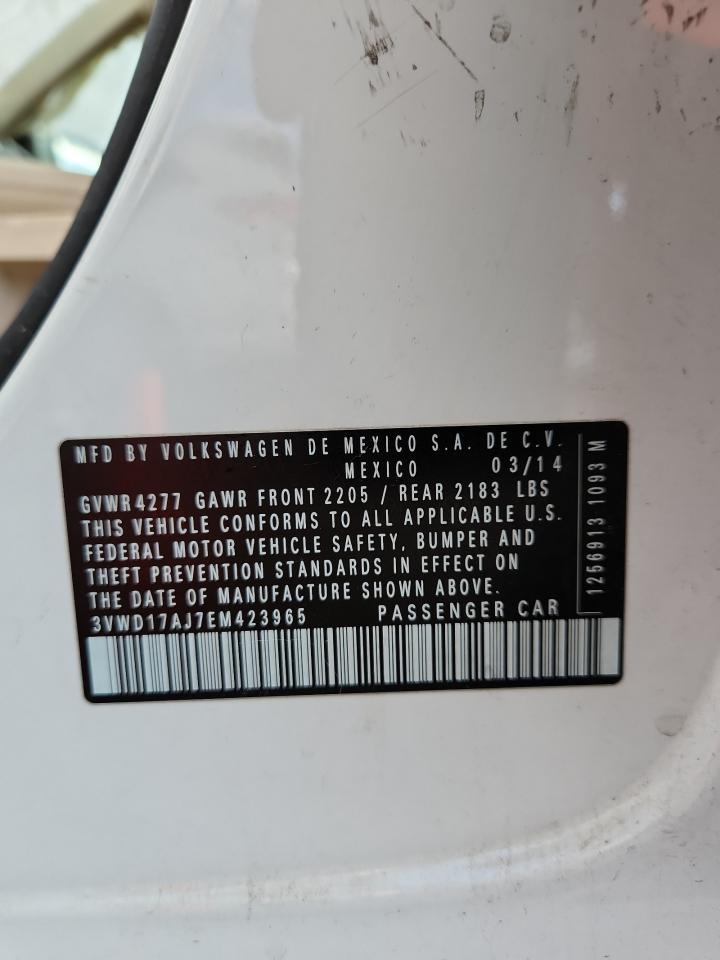 MFD BY VOLKSWAGEN DE MEXICO S.A. DE C.V.
MEXICO 03/14
GVWR 4277 GAWR FRONT 2205 / REAR 2183 LBS
THIS VEHICLE CONFORMS TO ALL APPLICABLE U.S.
FEDERAL MOTOR VEHICLE SAFETY, BUMPER AND
THEFT PREVENTION STANDARDS IN EFFECT ON
THE DATE OF MANUFACTURE SHOWN ABOVE.
3VWD17AJ7EM423965 PASSENGER CAR
1256913 1093 M